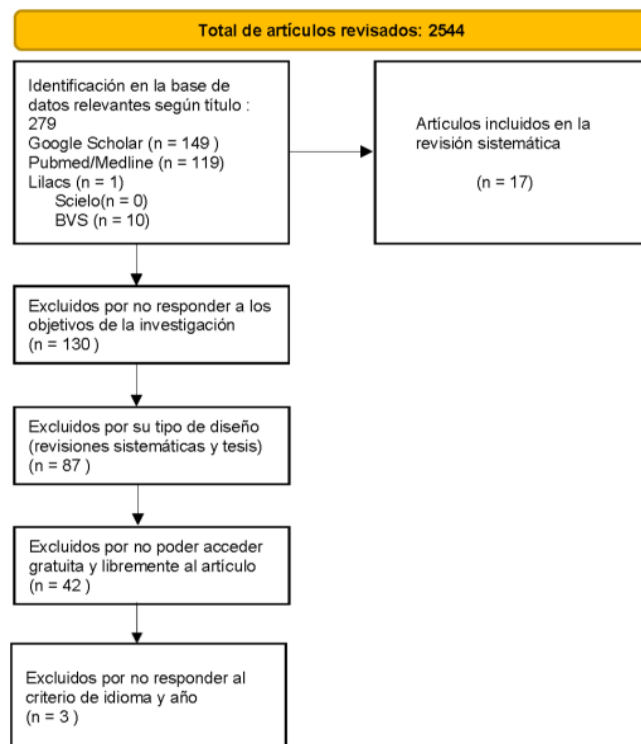 Total de artículos revisados: 2544
Identificación en la base de
datos relevantes según título :
279
Google Scholar (n = 149 )
Pubmed/Medline (n = 119)
Lilacs (n = 1)
Scielo(n = 0)
BVS (n = 10)
Artículos incluidos en la
revisión sistemática
(n = 17)
Excluidos por no responder a los
objetivos de la investigación
(n = 130 )
Excluidos por su tipo de diseño
(revisiones sistemáticas y tesis)
(n = 87 )
Excluidos por no poder acceder
gratuita y libremente al artículo
(n = 42 )
Excluidos por no responder al
criterio de idioma y año
(n = 3 )